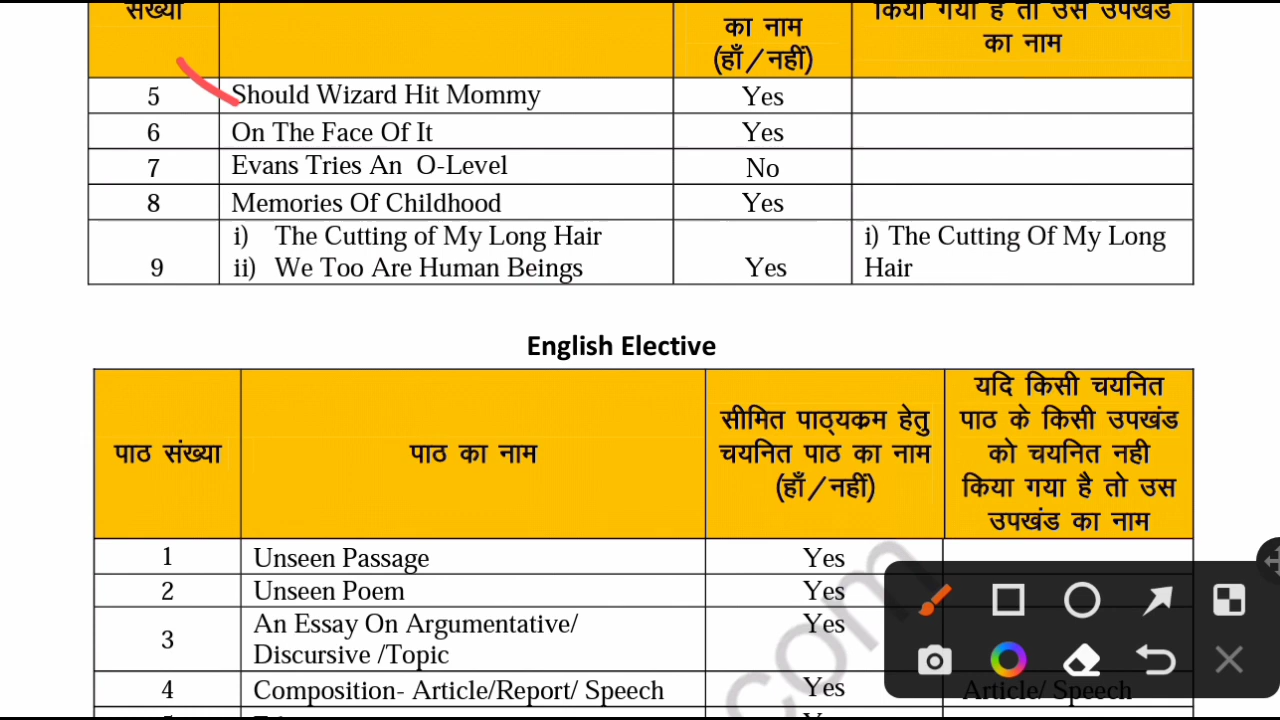 संख्या
का नाम
(हाँ/नहीं)
किया गया है तो उस उपखंड
का नाम
5 Should Wizard Hit Mommy Yes
6 On The Face Of It Yes
7 Evans Tries An O-Level No
8 Memories Of Childhood Yes
i) The Cutting of My Long Hair i) The Cutting Of My Long
9 ii) We Too Are Human Beings Yes Hair
English Elective
पाठ संख्या
पाठ का नाम
सीमित पाठ्यक्रम हेतु
चयनित पाठ का नाम
(हाँ/नहीं)
यदि किसी चयनित
पाठ के किसी उपखंड
को चयनित नही
किया गया है तो उस
उपखंड का नाम
1 Unseen Passage Yes
2 Unseen Poem Yes
3 An Essay On Argumentative/ Yes
Discursive /Topic
4 Composition- Article/Report/ Speech Yes Article/ Speech
com